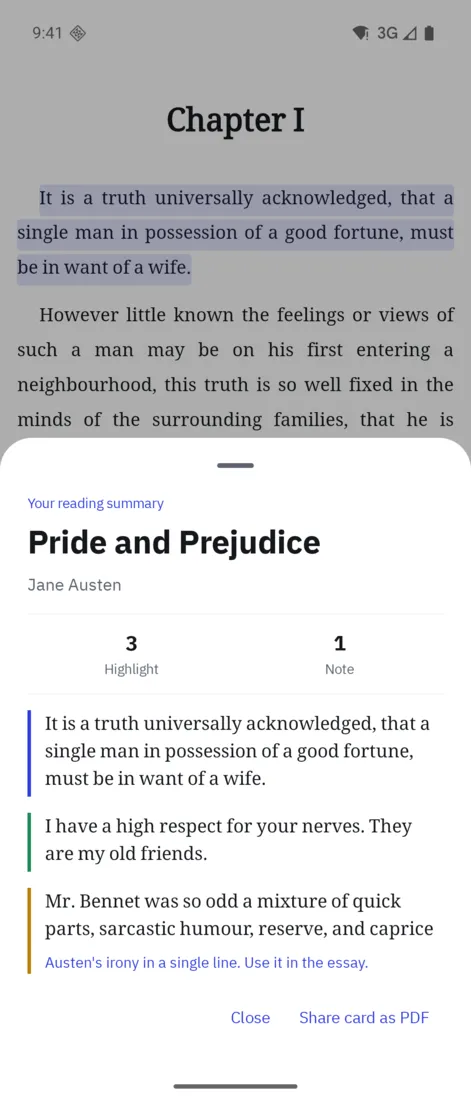 9:41
3G
Chapter I
It is a truth universally acknowledged, that a
single man in possession of a good fortune, must
be in want of a wife.
However little known the feelings or views of
such a man may be on his first entering a
neighbourhood, this truth is so well fixed in the
minds of the surrounding families, that he is
Your reading summary
Pride and Prejudice
Jane Austen
3
Highlight
1
Note
It is a truth universally acknowledged, that a
single man in possession of a good fortune,
must be in want of a wife.
I have a high respect for your nerves. They
are my old friends.
Mr. Bennet was so odd a mixture of quick
parts, sarcastic humour, reserve, and caprice
Austen's irony in a single line. Use it in the essay.
Close
Share card as PDF